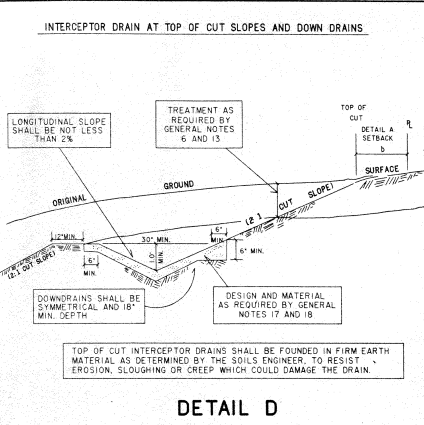 INTERCEPTOR DRAIN AT TOP OF CUT SLOPES AND DOWN DRAINS
LONGITUDINAL SLOPE
SHALL BE NOT LESS
THAN 2%
TREATMENT AS
REQUIRED BY
GENERAL NOTES
6 AND 13
TOP OF
CUT
DETAIL A
SETBACK
b
SURFACE
ORIGINAL
GROUND
(2:1 CUT SLOPE)
12" MIN.
30" MIN.
6"
MIN.
6" MIN.
6"
MIN.
(2:1 CUT SLOPE)
DOWNDRAINS SHALL BE
SYMMETRICAL AND 18"
MIN. DEPTH
DESIGN AND MATERIAL
AS REQUIRED BY GENERAL
NOTES 17 AND 18
TOP OF CUT INTERCEPTOR DRAINS SHALL BE FOUNDED IN FIRM EARTH
MATERIAL AS DETERMINED BY THE SOILS ENGINEER, TO RESIST
EROSION, SLOUGHING OR CREEP WHICH COULD DAMAGE THE DRAIN.
DETAIL D